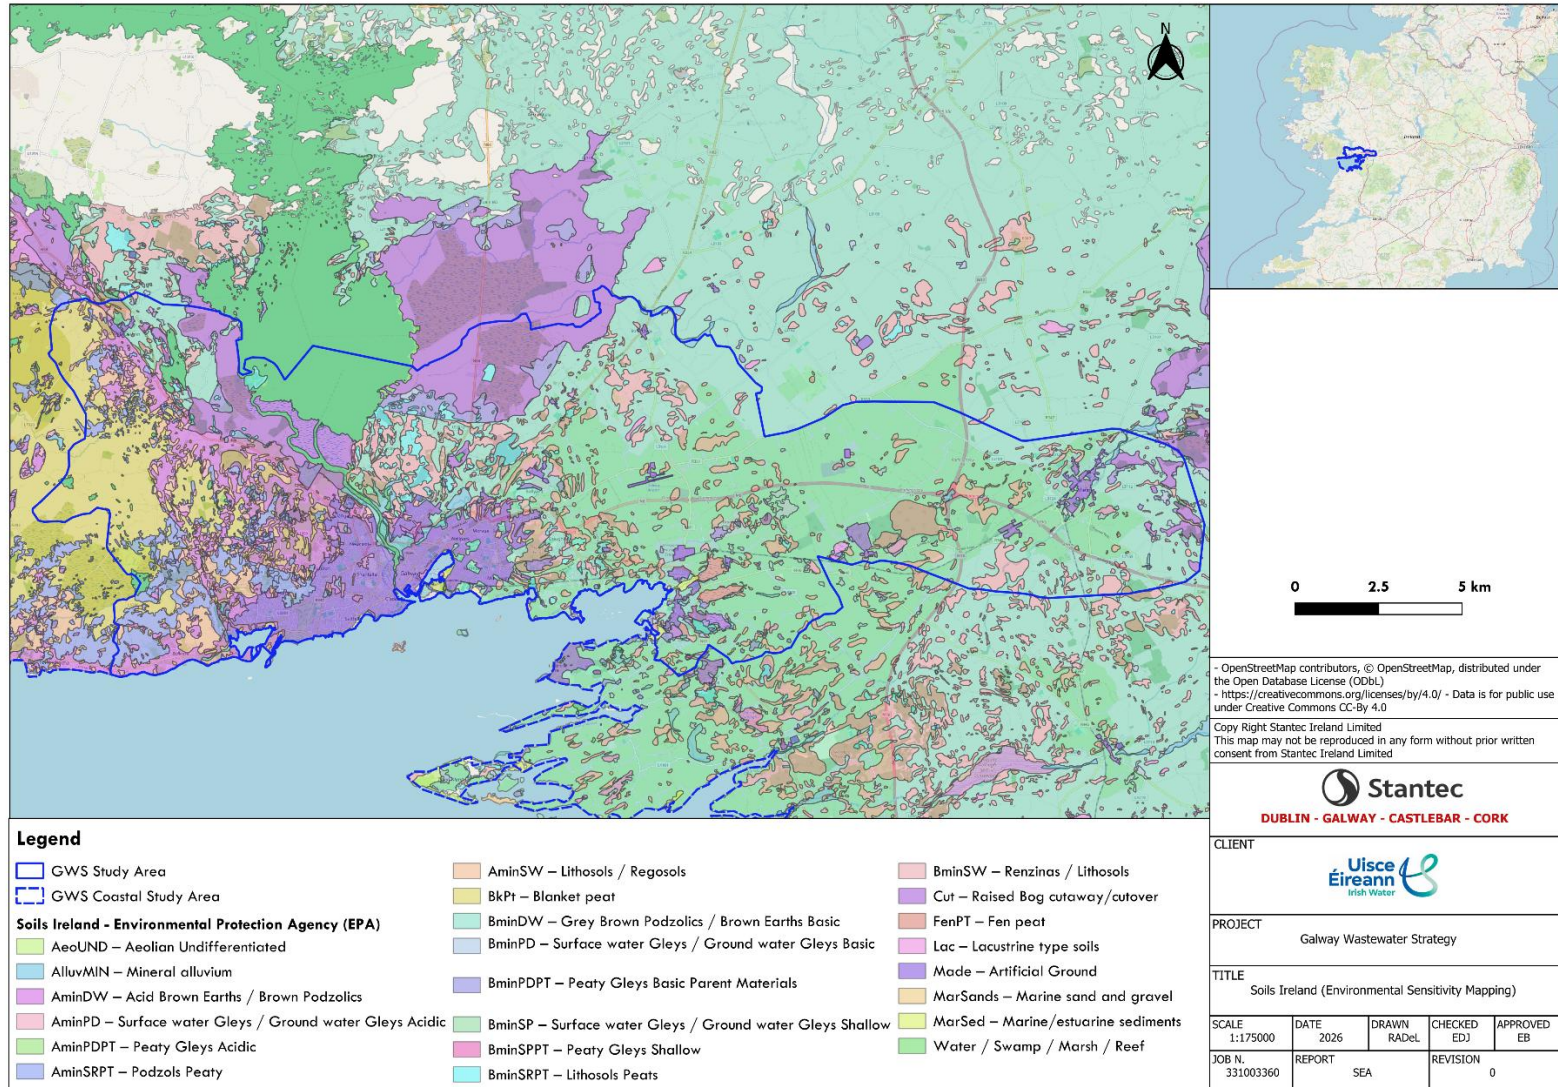 N
Legend
GWS Study Area
GWS Coastal Study Area
Soils Ireland - Environmental Protection Agency (EPA)
AeoUND – Aeolian Undifferentiated
AlluvMIN – Mineral alluvium
AminDW – Acid Brown Earths / Brown Podzolics
AminPD – Surface water Gleys / Ground water Gleys Acidic
AminPDPT – Peaty Gleys Acidic
AminSRPT – Podzols Peaty
AminSW – Lithosols / Regosols
BkPt – Blanket peat
BminDW – Grey Brown Podzolics / Brown Earths Basic
BminPD – Surface water Gleys / Ground water Gleys Basic
BminPDPT – Peaty Gleys Basic Parent Materials
BminSP – Surface water Gleys / Ground water Gleys Shallow
BminSPPT – Peaty Gleys Shallow
BminSRPT – Lithosols Peats
BminSW – Renzinas / Lithosols
Cut – Raised Bog cutaway/cutover
FenPT – Fen peat
Lac – Lacustrine type soils
Made – Artificial Ground
MarSands – Marine sand and gravel
MarSed – Marine/estuarine sediments
Water / Swamp / Marsh / Reef
0 2.5 5 km
- OpenStreetMap contributors, © OpenStreetMap, distributed under
the Open Database License (ODbL)
- https://creativecommons.org/licenses/by/4.0/ - Data is for public use
under Creative Commons CC-By 4.0
Copy Right Stantec Ireland Limited
This map may not be reproduced in any form without prior written
consent from Stantec Ireland Limited
Stantec
DUBLIN - GALWAY - CASTLEBAR - CORK
CLIENT
Uisce
Éireann
Irish Water
PROJECT
Galway Wastewater Strategy
TITLE
Soils Ireland (Environmental Sensitivity Mapping)
SCALE DATE DRAWN CHECKED APPROVED
1:175000 2026 RADeL EDJ EB
JOB N. REPORT REVISION
331003360 SEA 0